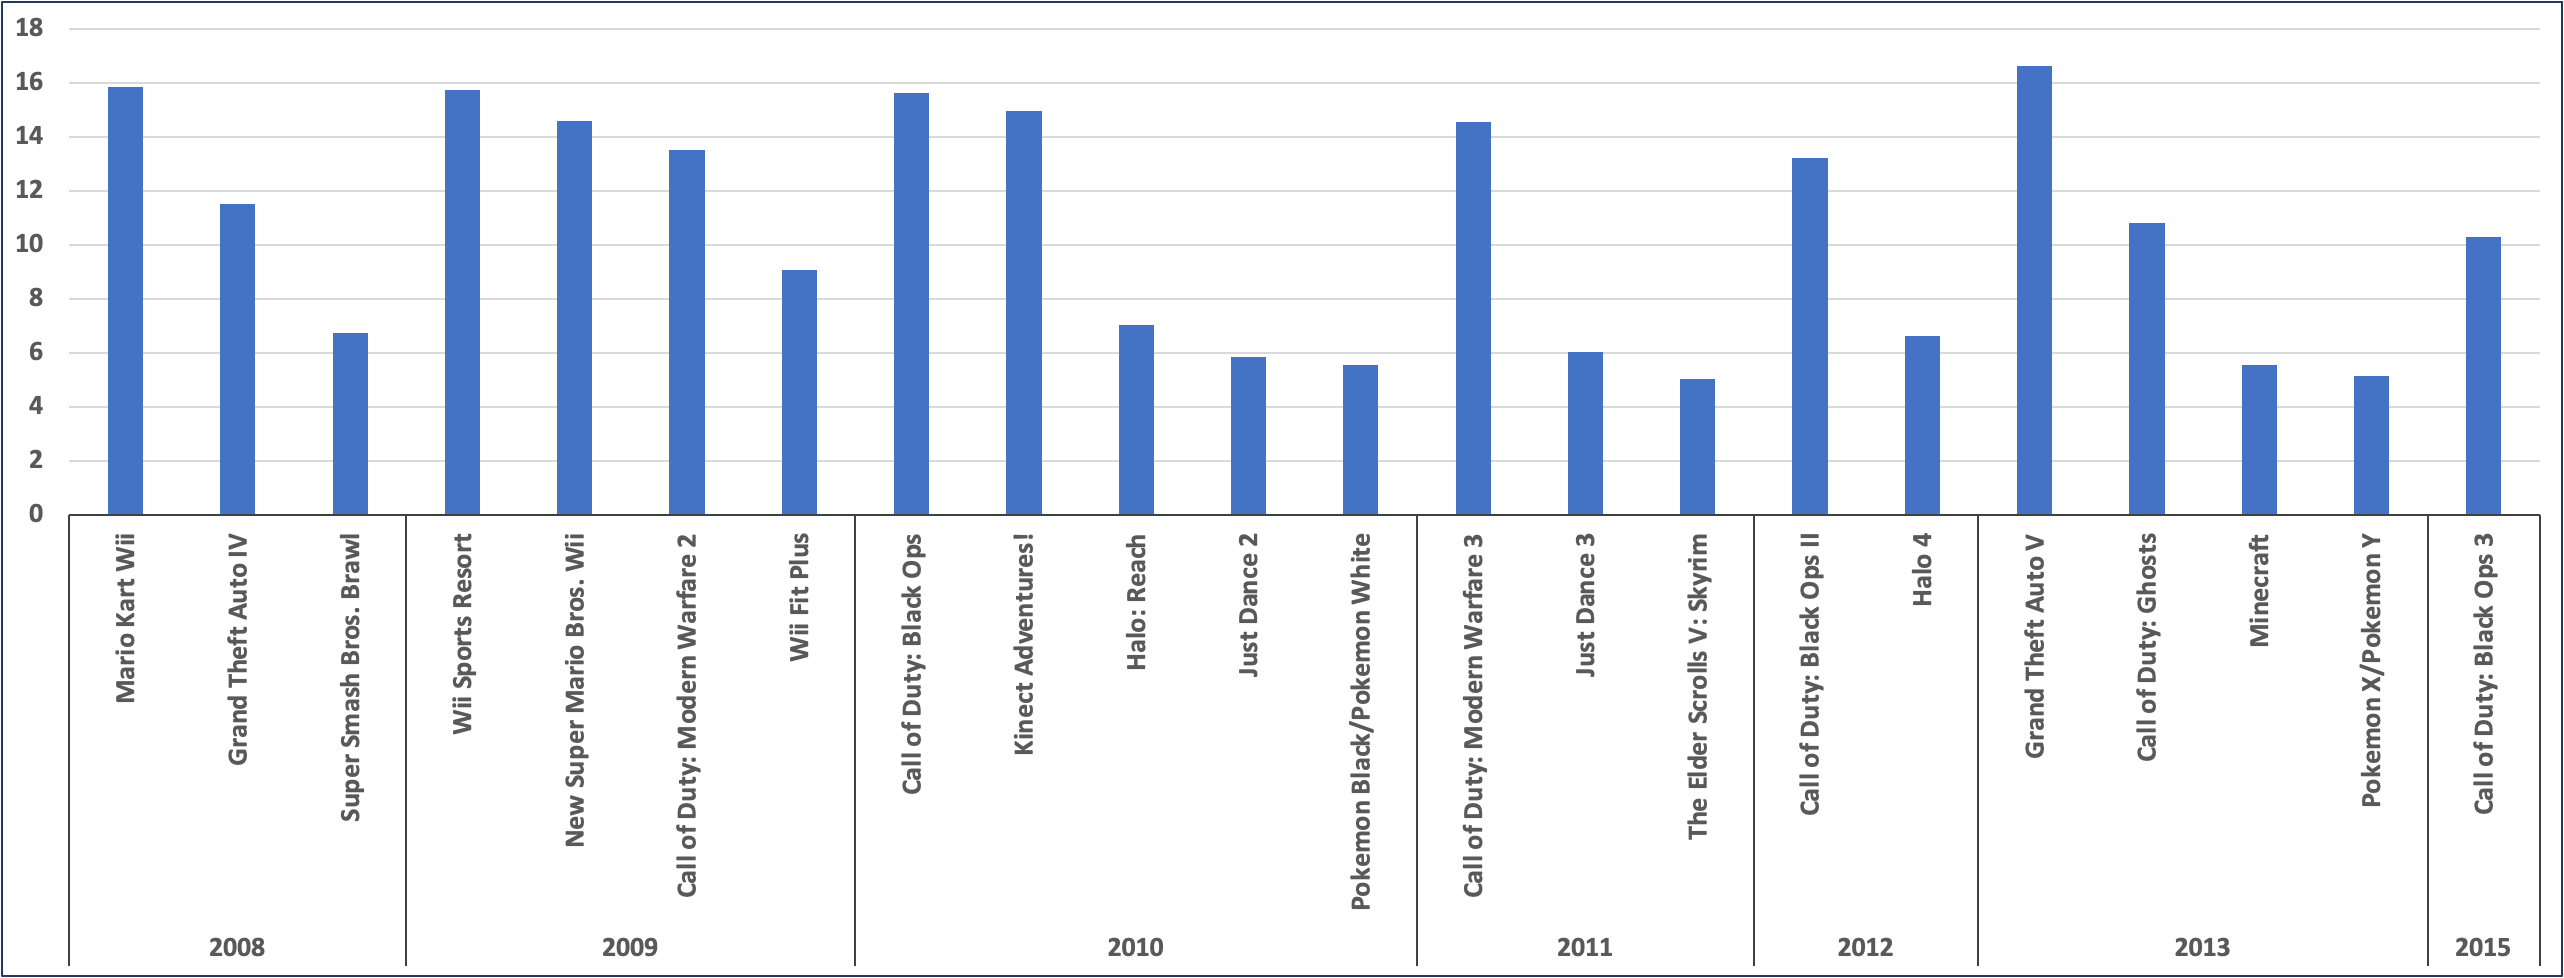 18
16
14
12
10
8
6
4
2
0
Mario Kart Wii
Grand Theft Auto IV
Super Smash Bros. Brawl
Wii Sports Resort
New Super Mario Bros. Wii
Call of Duty: Modern Warfare 2
Wii Fit Plus
Call of Duty: Black Ops
Kinect Adventures!
Halo: Reach
Just Dance 2
Pokemon Black/Pokemon White
Call of Duty: Modern Warfare 3
Just Dance 3
The Elder Scrolls V: Skyrim
Call of Duty: Black Ops II
Halo 4
Grand Theft Auto V
Call of Duty: Ghosts
Minecraft
Pokemon X/Pokemon Y
Call of Duty: Black Ops 3
2008
2009
2010
2011
2012
2013
2015